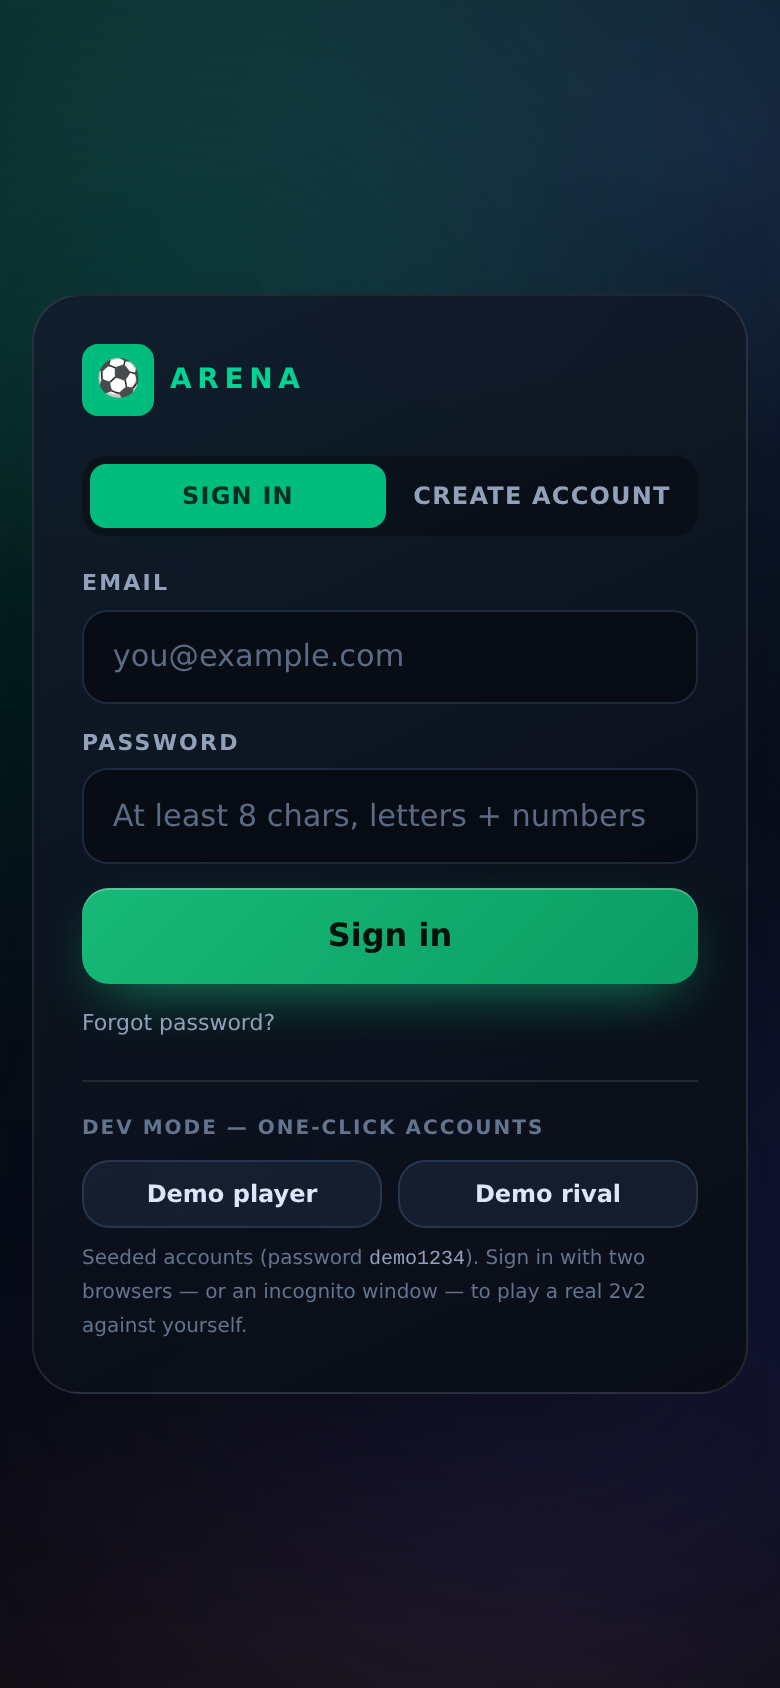 ARENA
SIGN IN
CREATE ACCOUNT
EMAIL
you@example.com
PASSWORD
At least 8 chars, letters + numbers
Sign in
Forgot password?
DEV MODE — ONE-CLICK ACCOUNTS
Demo player
Demo rival
Seeded accounts (password demo1234). Sign in with two
browsers — or an incognito window — to play a real 2v2
against yourself.